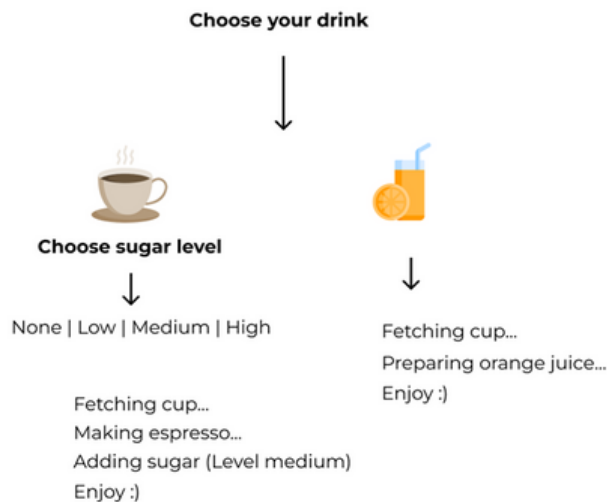 Choose your drink
Choose sugar level
None | Low | Medium | High
Fetching cup...
Making espresso...
Adding sugar (Level medium)
Enjoy :)
Fetching cup...
Preparing orange juice...
Enjoy :)